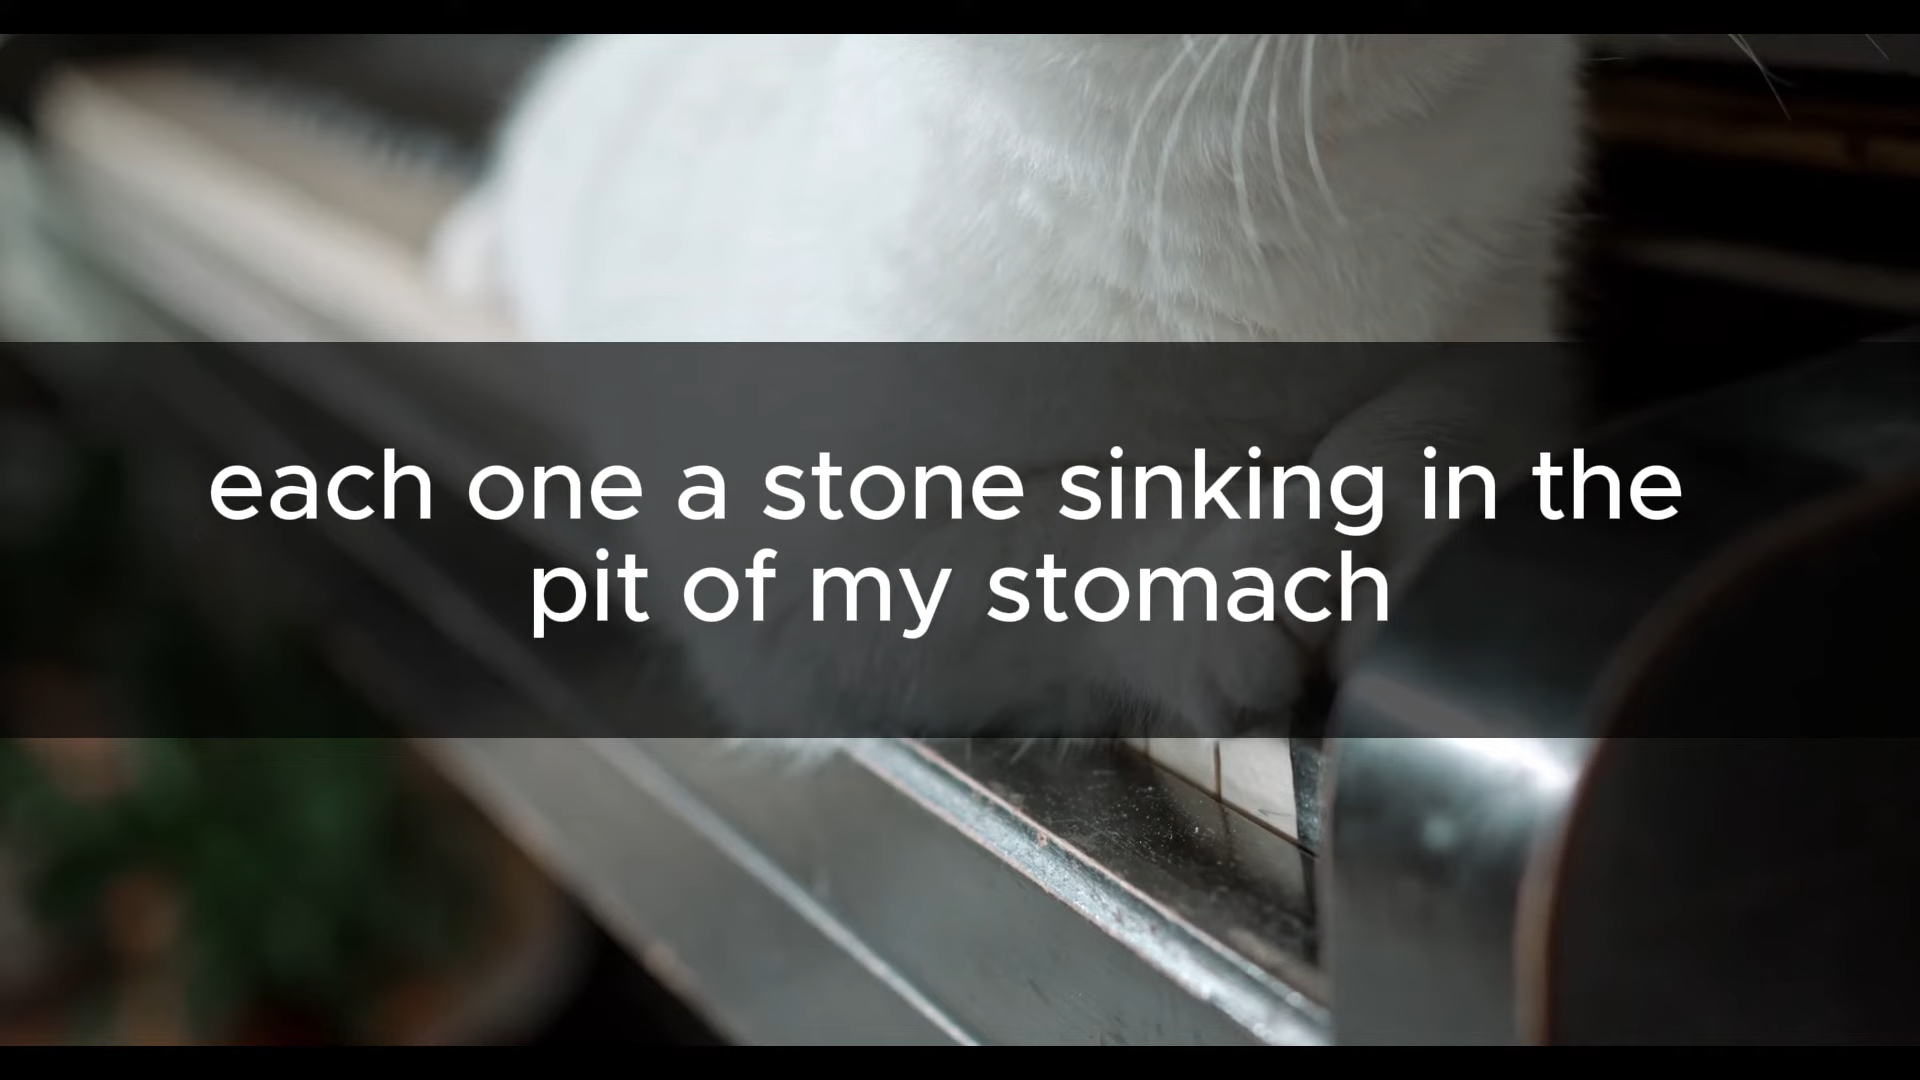 each one a stone sinking in the
pit of my stomach